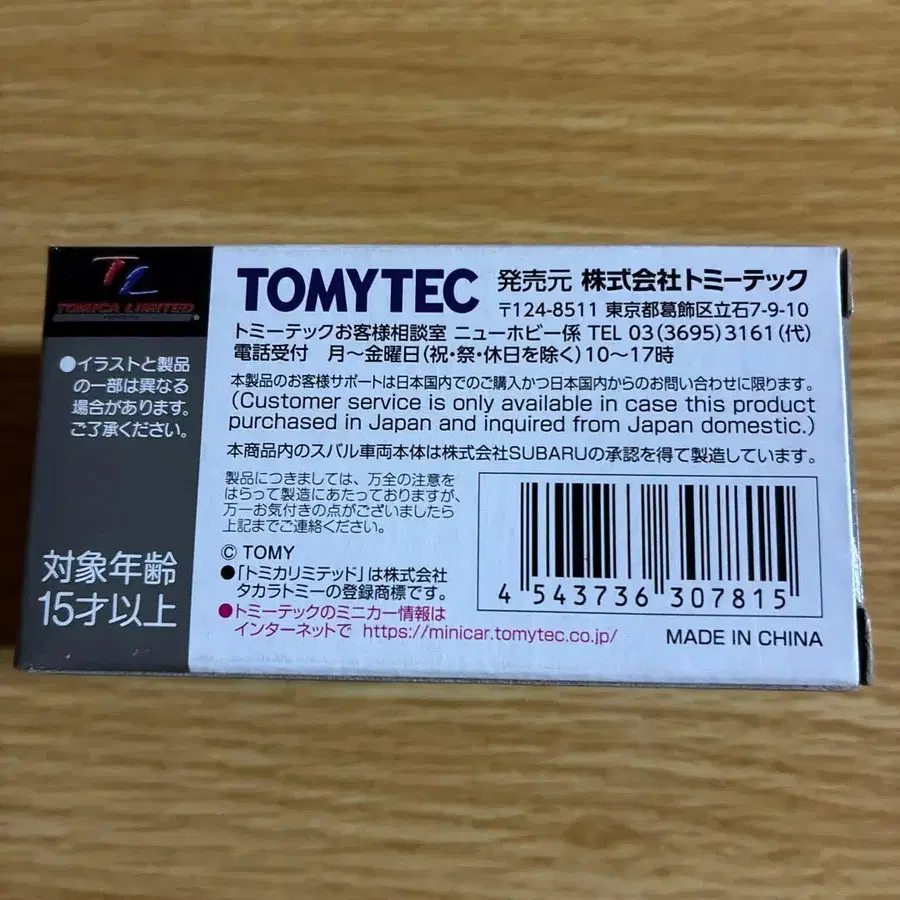 TL
TOMICA LIMITED
®
●イラストと製品
の一部は異なる
場合があります。
ご了承ください。
対象年齢
15才以上
TOMYTEC 発売元 株式会社トミーテック
〒124-8511 東京都葛飾区立石7-9-10
トミーテックお客様相談室 ニューホビー係 TEL 03(3695)3161(代)
電話受付 月〜金曜日(祝・祭・休日を除く)10〜17時
本製品のお客様サポートは日本国内でのご購入かつ日本国内からのお問い合わせに限ります。
(Customer service is only available in case this product
purchased in Japan and inquired from Japan domestic.)
本商品内のスバル車両本体は株式会社SUBARUの承認を得て製造しています。
製品につきましては、万全の注意を
はらって製造にあたっておりますが、
万一お気付きの点がございましたら
上記までご連絡ください。
© TOMY
●「トミカリミテッド」は株式会社
タカラトミーの登録商標です。
●トミーテックのミニカー情報は
インターネットで https://minicar.tomytec.co.jp/
4 543736 307815
MADE IN CHINA